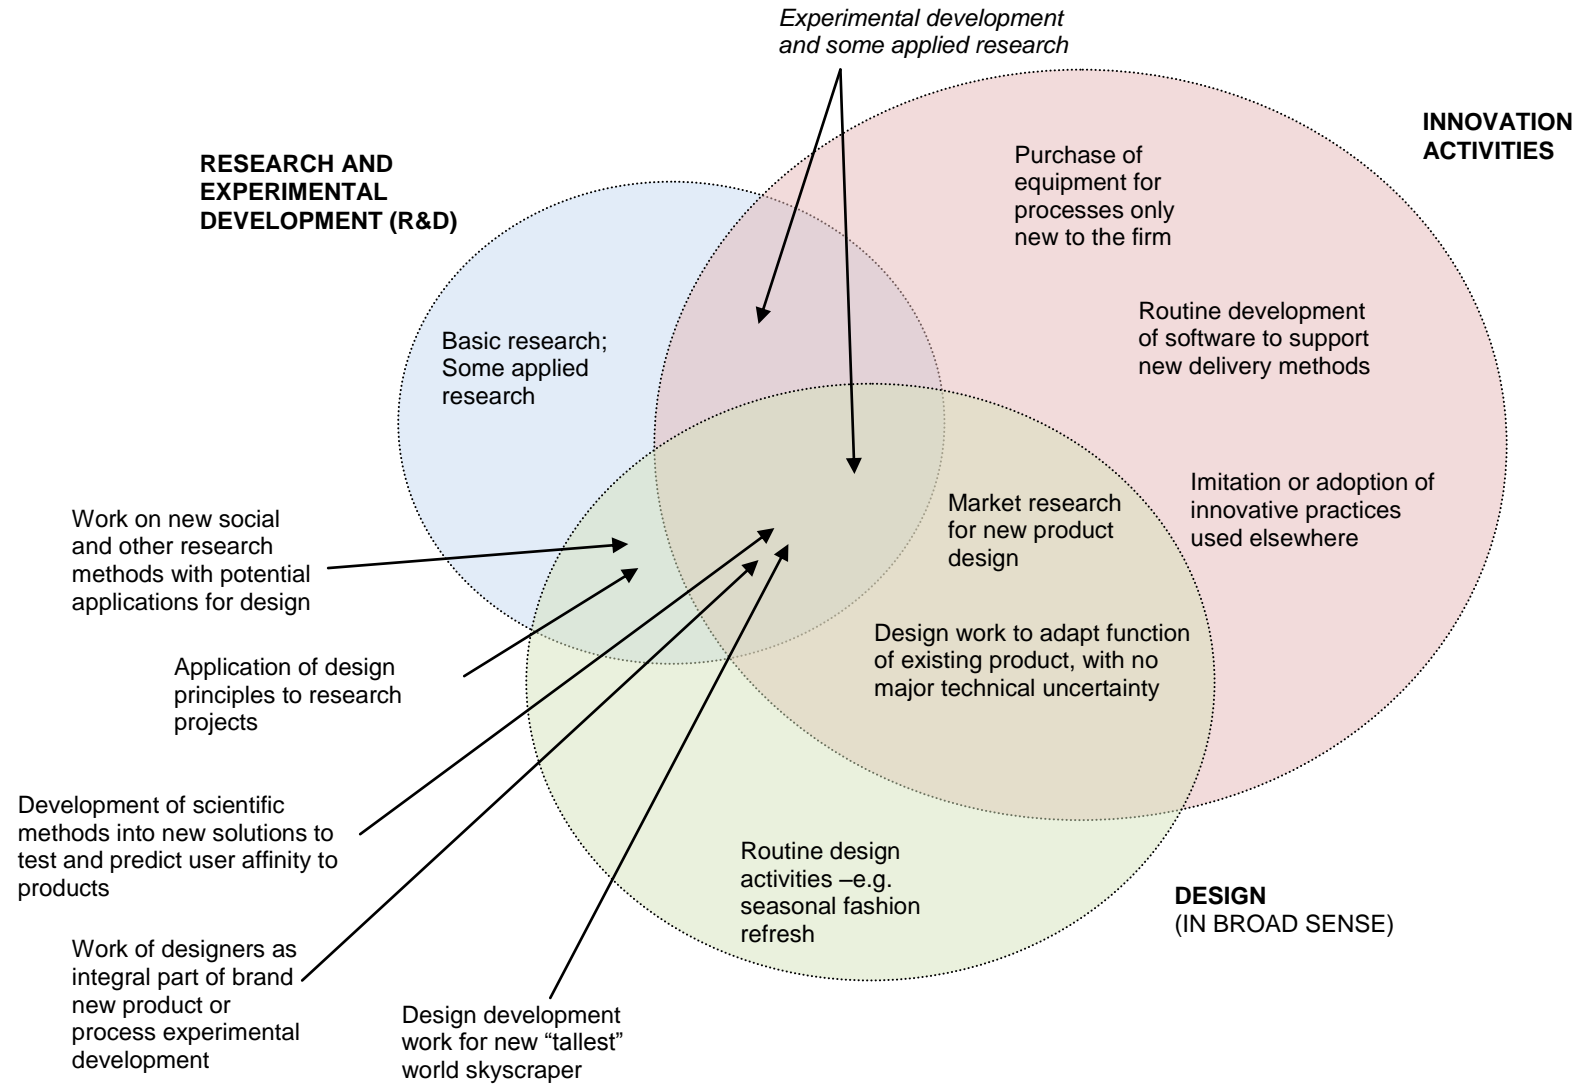 Experimental development
and some applied research
INNOVATION
ACTIVITIES
RESEARCH AND
EXPERIMENTAL
DEVELOPMENT (R&D)
Purchase of
equipment for
processes only
new to the firm
Routine development
of software to support
new delivery methods
Basic research;
Some applied
research
Imitation or adoption of
innovative practices
used elsewhere
Market research
for new product
design
Work on new social
and other research
methods with potential
applications for design
Design work to adapt function
of existing product, with no
major technical uncertainty
Application of design
principles to research
projects
Development of scientific
methods into new solutions to
test and predict user affinity to
products
Routine design
activities –e.g.
seasonal fashion
refresh
DESIGN
(IN BROAD SENSE)
Work of designers as
integral part of brand
new product or
process experimental
development
Design development
work for new “tallest”
world skyscraper